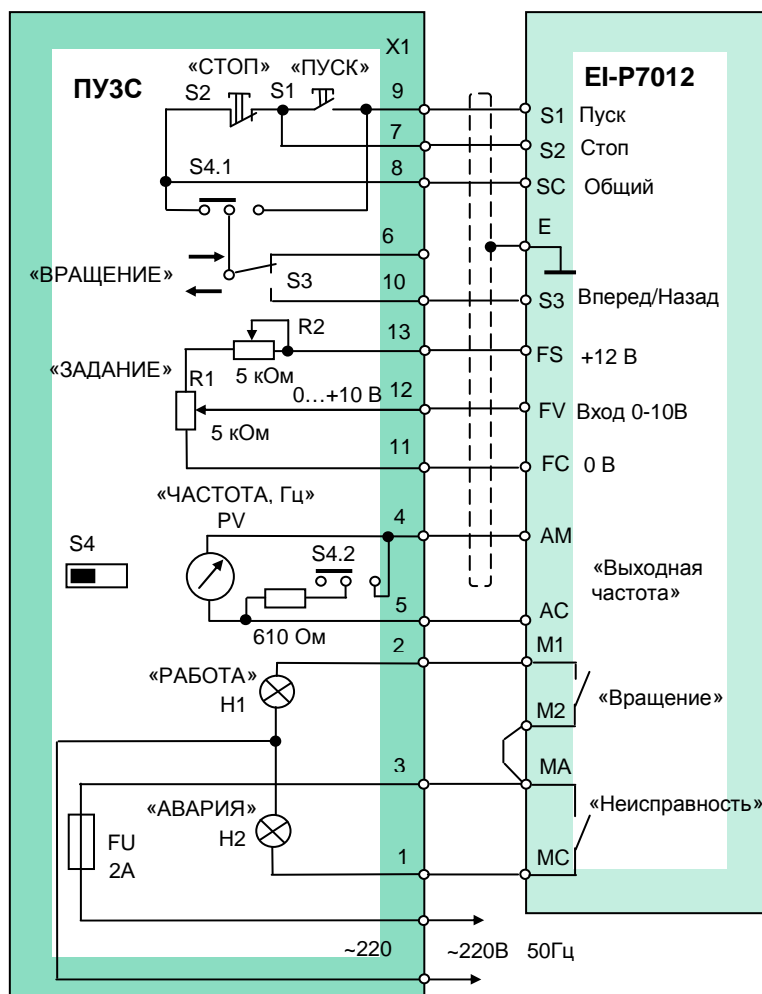 X1
ПУ3С
EI-P7012
«СТОП» «ПУСК»
S2 S1 9
S1 Пуск
7
S2 Стоп
S4.1 8
SC Общий
E
6
«ВРАЩЕНИЕ»
S3 10
S3 Вперед/Назад
R2 13
FS +12 В
«ЗАДАНИЕ»
5 кОм
R1
0…+10 В 12
FV Вход 0-10В
5 кОм
11
FC 0 В
«ЧАСТОТА, Гц»
PV
4
AM
S4
S4.2
«Выходная
частота»
5
AC
610 Ом
2
M1
«РАБОТА»
H1
«Вращение»
M2
3
MA
«АВАРИЯ»
H2
«Неисправность»
FU
2А
1
MC
~220 ~220В 50Гц